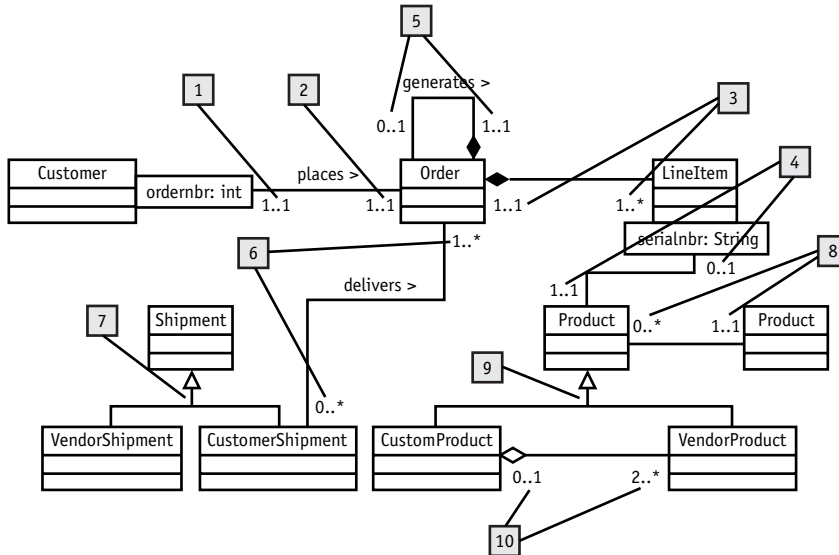 5
generates >
1
2
0..1
1..1
3
Customer
Order
LineItem
4
ordernbr: int
places >
1..1
1..1
1..1
1..*
serialnbr: String
6
1..*
0..1
8
delivers >
1..1
7
Shipment
Product
0..*
1..1
Product
9
0..*
VendorShipment
CustomerShipment
CustomProduct
VendorProduct
0..1
2..*
10